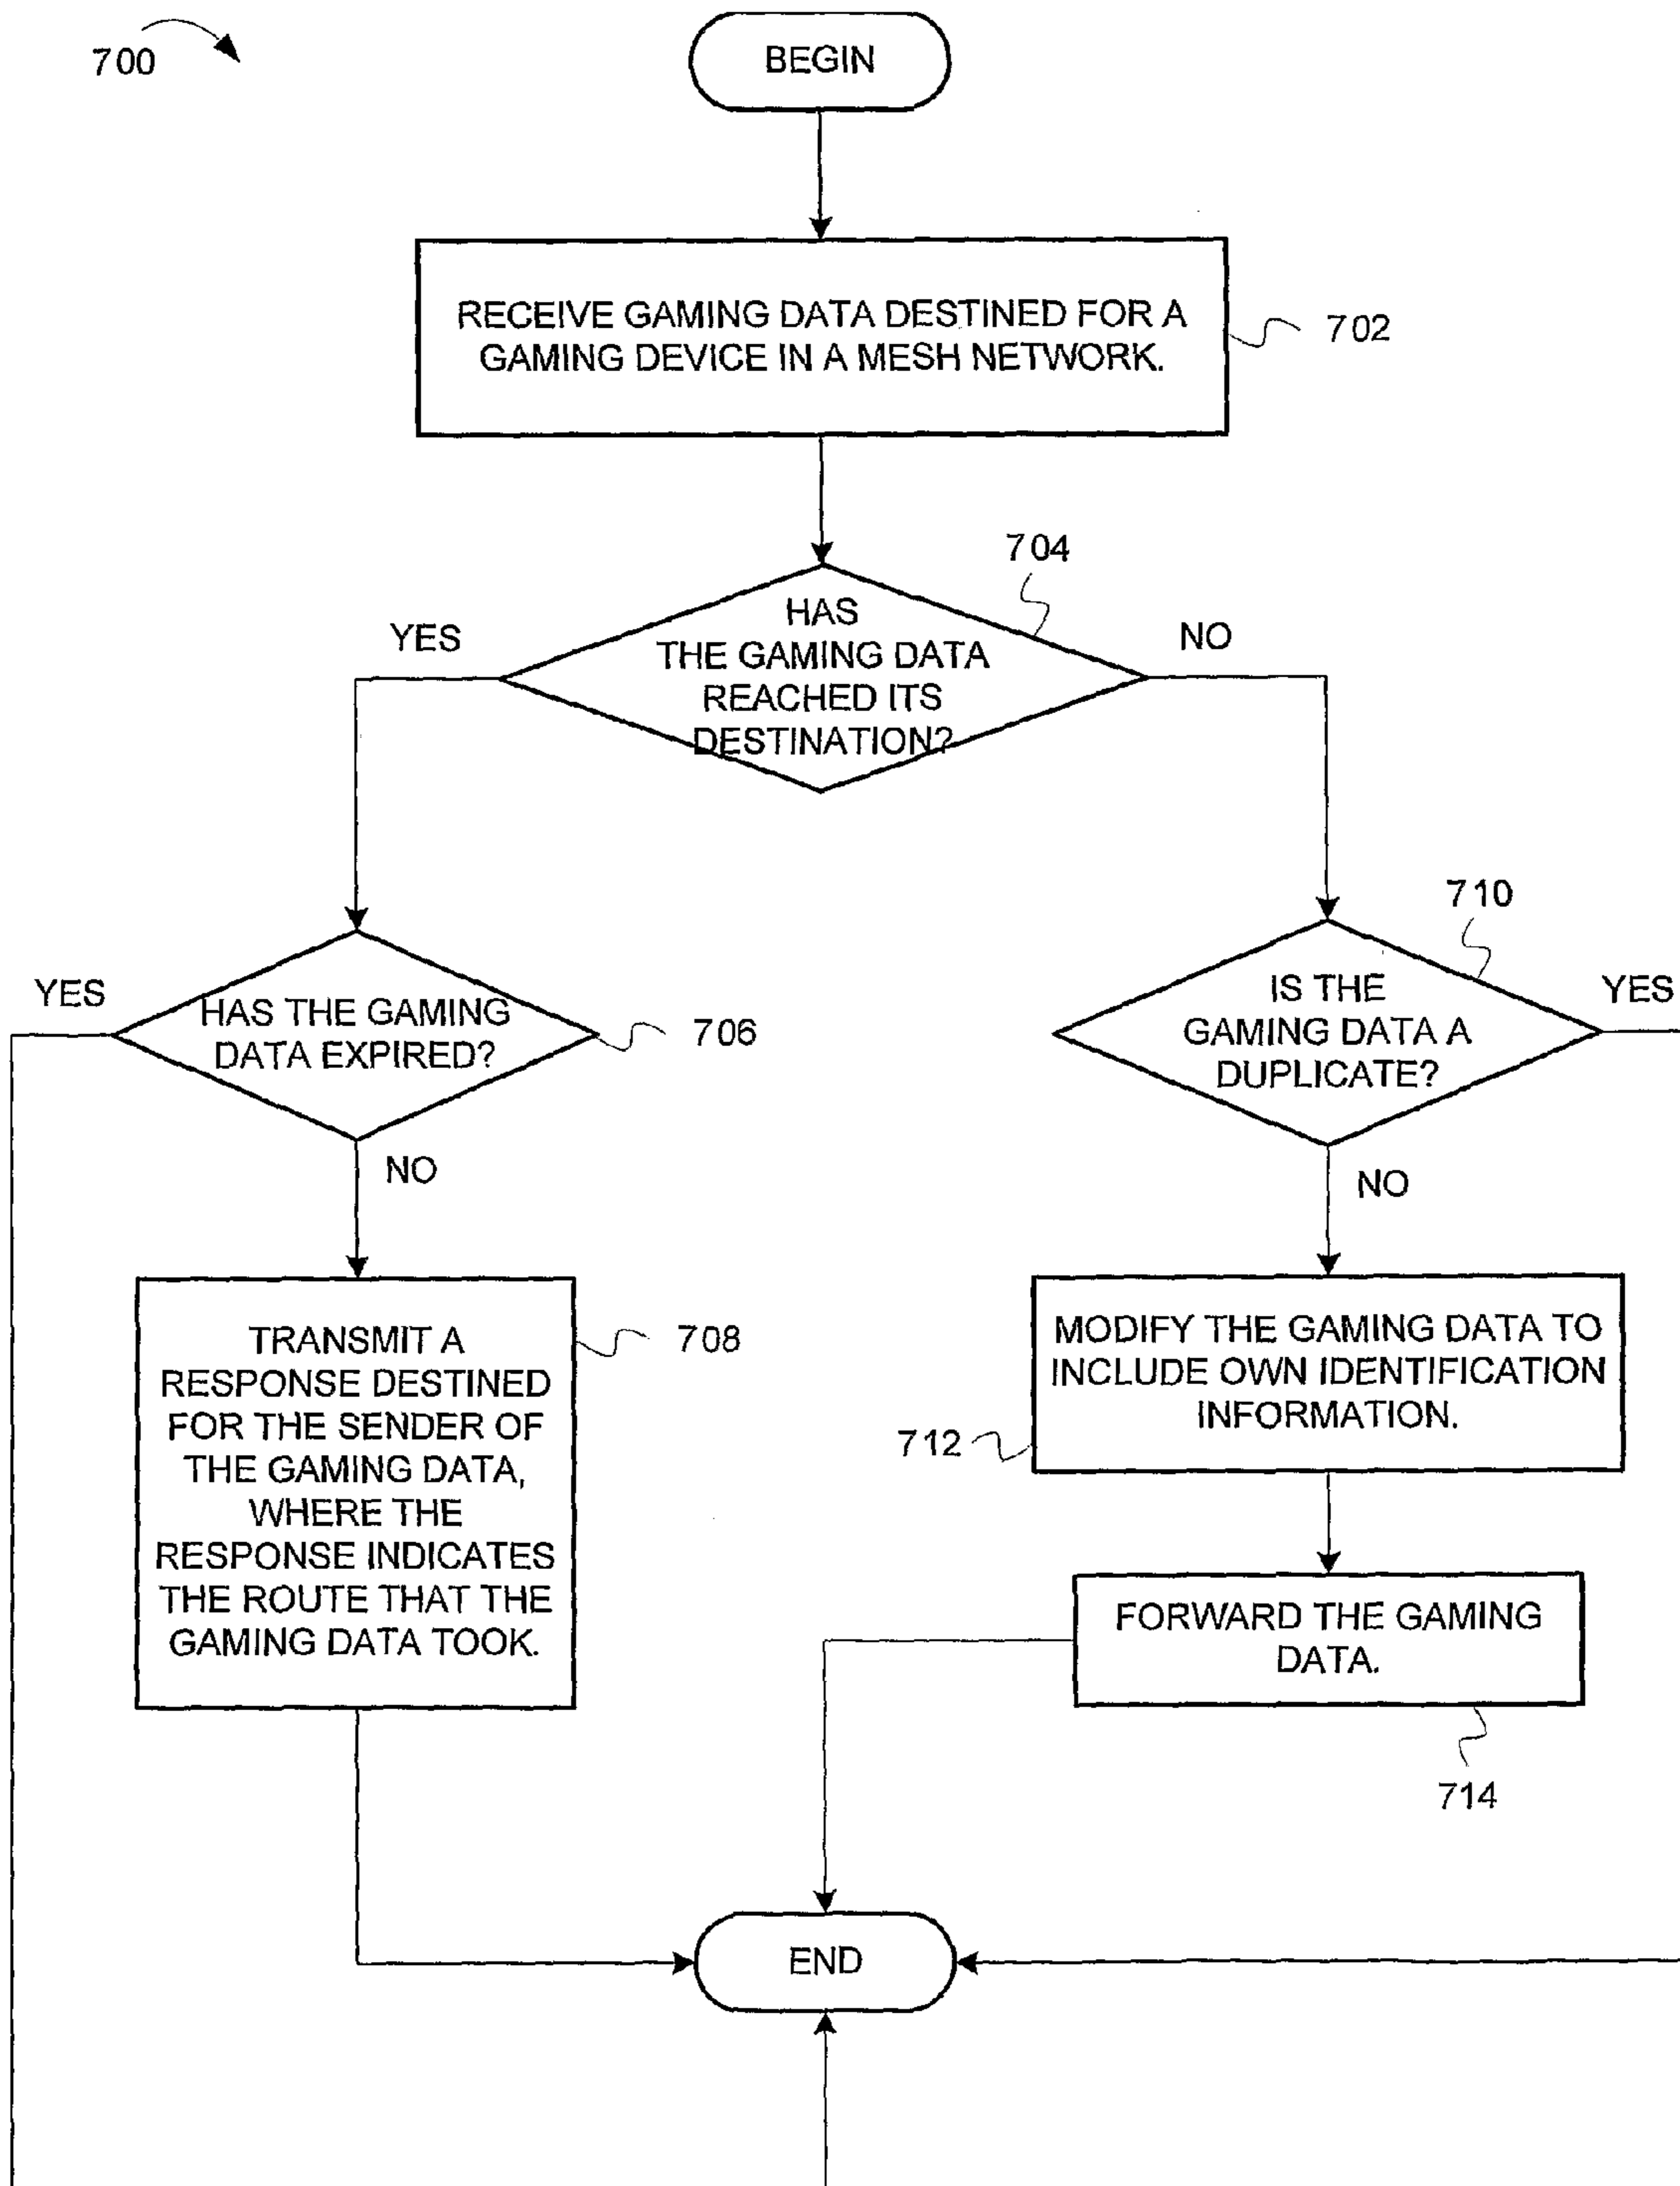 700
BEGIN
RECEIVE GAMING DATA DESTINED FOR A
GAMING DEVICE IN A MESH NETWORK.
702
704
HAS
THE GAMING DATA
REACHED ITS
DESTINATION?
YES
NO
710
YES
HAS THE GAMING
DATA EXPIRED?
706
IS THE
GAMING DATA A
DUPLICATE?
YES
NO
NO
TRANSMIT A
RESPONSE DESTINED
FOR THE SENDER OF
THE GAMING DATA,
WHERE THE
RESPONSE INDICATES
THE ROUTE THAT THE
GAMING DATA TOOK.
708
MODIFY THE GAMING DATA TO
INCLUDE OWN IDENTIFICATION
INFORMATION.
712
FORWARD THE GAMING
DATA.
714
END